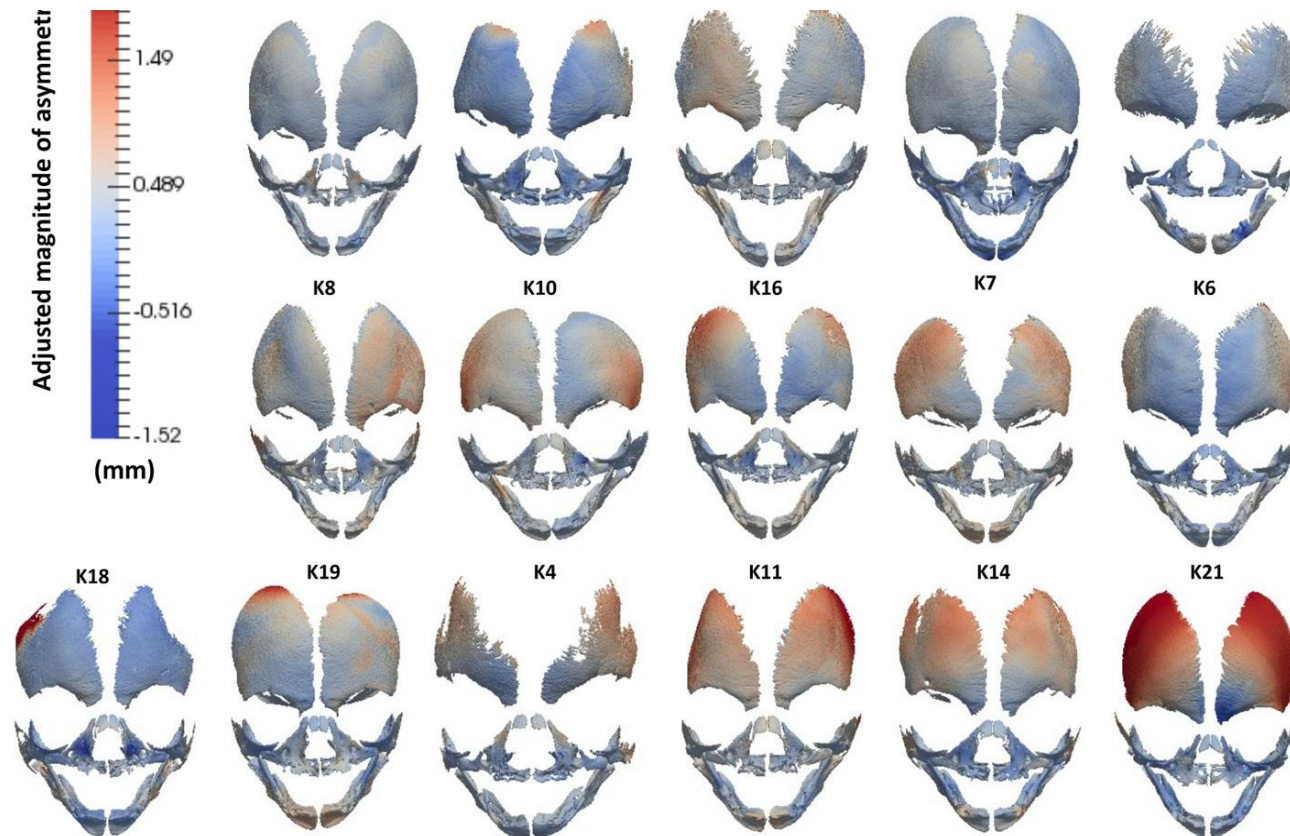 Adjusted magnitude of asymmetr
1.49
0.489
-0.516
-1.52
(mm)
K8 K10 K16 K7 K6
K18 K19 K4 K11 K14 K21